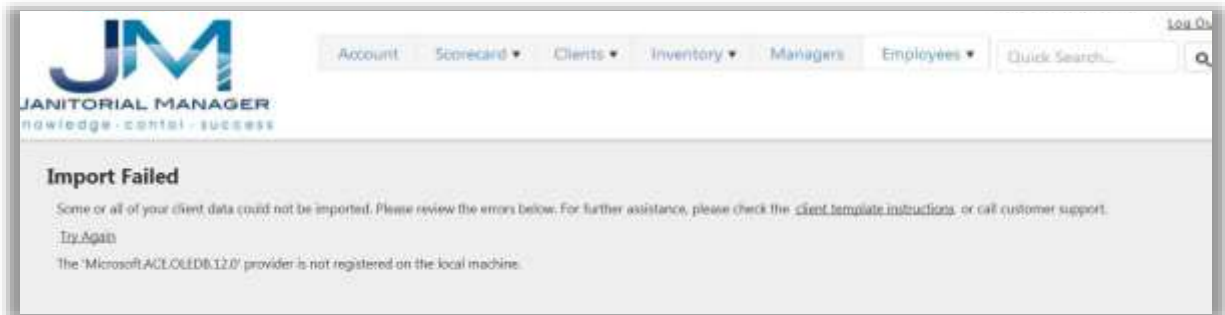 Log Ou
JM
Account Scorecard ▾ Clients ▾ Inventory ▾ Managers Employees ▾ Quick Search...
JANITORIAL MANAGER
nowledge · contol · success
Import Failed
Some or all of your client data could not be imported. Please review the errors below. For further assistance, please check the client template instructions or call customer support.
Try Again
The 'Microsoft.ACE.OLEDB.12.0' provider is not registered on the local machine.